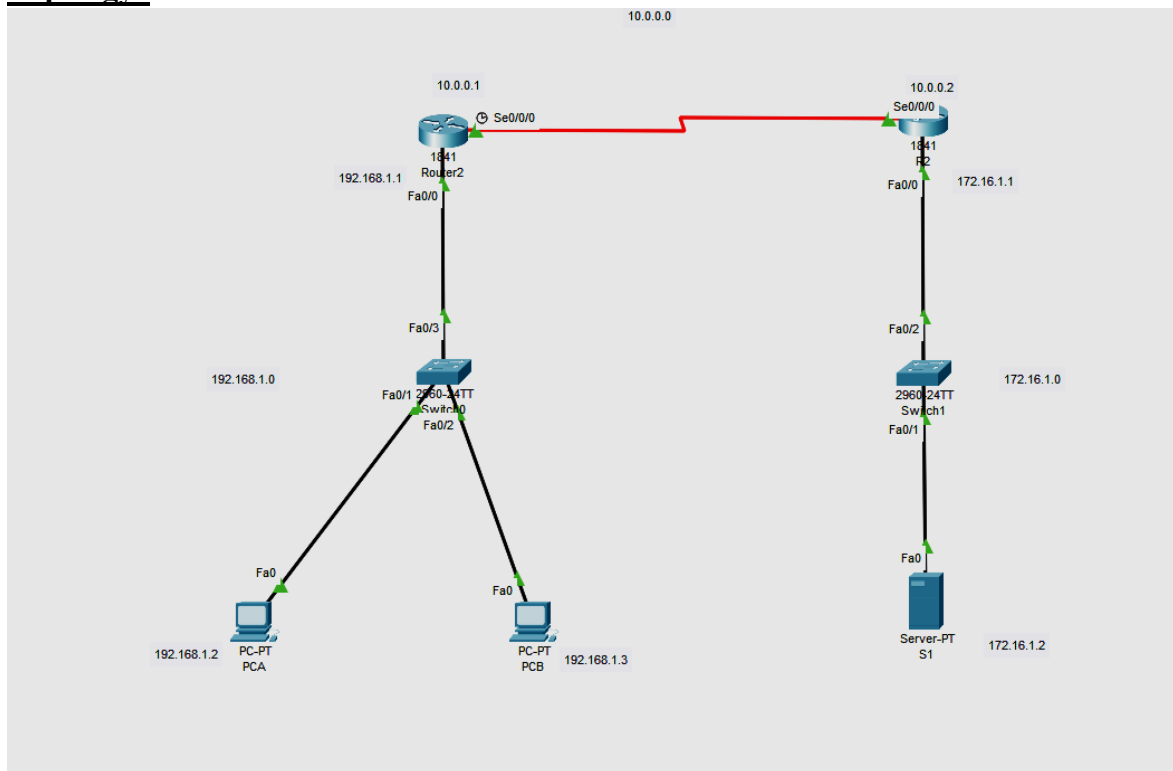 10.0.0.0
10.0.0.1
Se0/0/0
1841
Router2
192.168.1.1
Fa0/0
10.0.0.2
Se0/0/0
1841
R2
Fa0/0
172.16.1.1
Fa0/3
192.168.1.0
Fa0/1
2960-24TT
Switch0
Fa0/2
Fa0/2
2960-24TT
Switch1
172.16.1.0
Fa0/1
Fa0
PC-PT
PCA
192.168.1.2
Fa0
PC-PT
PCB
192.168.1.3
Fa0
Server-PT
S1
172.16.1.2